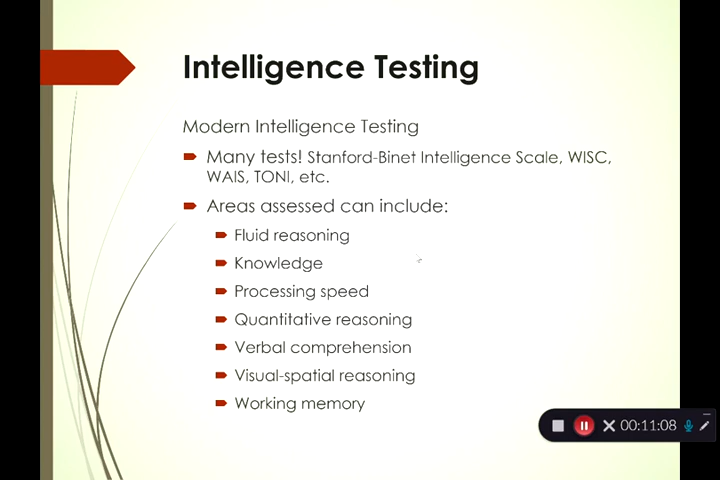 Intelligence Testing
Modern Intelligence Testing
Many tests! Stanford-Binet Intelligence Scale, WISC,
WAIS, TONI, etc.
Areas assessed can include:
Fluid reasoning
Knowledge
Processing speed
Quantitative reasoning
Verbal comprehension
Visual-spatial reasoning
Working memory
00:11:08